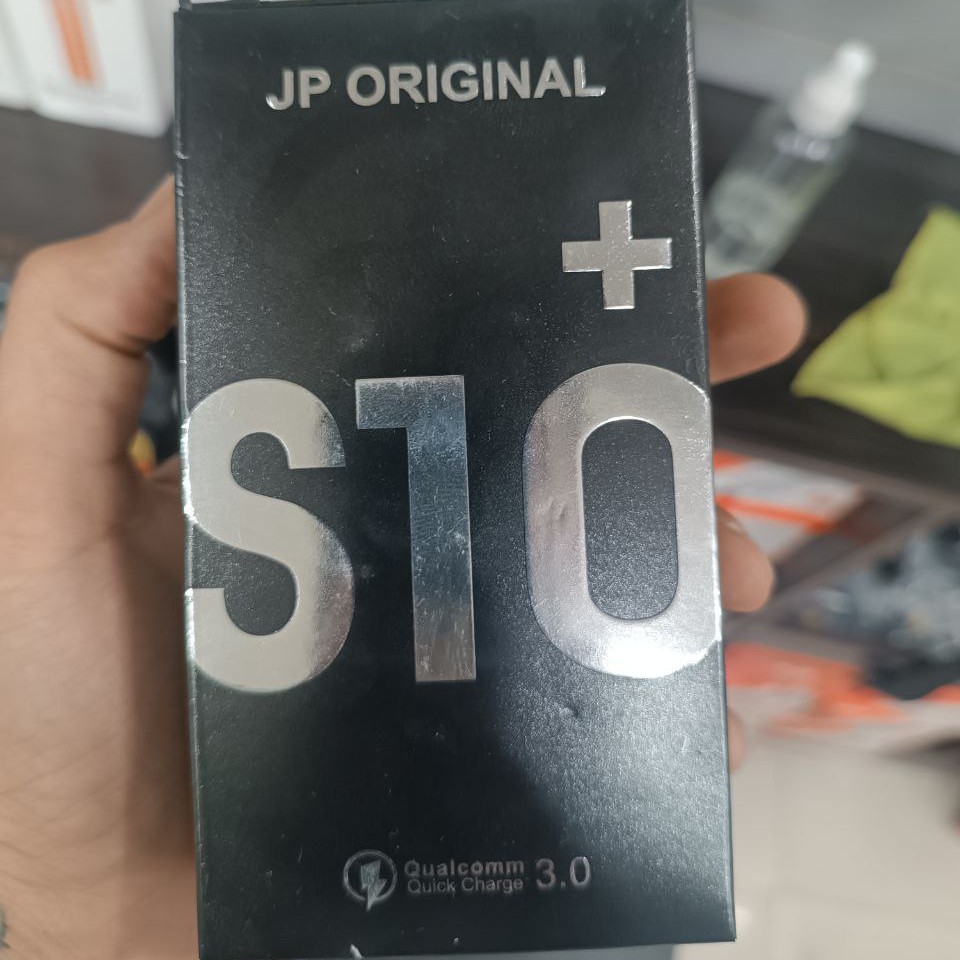 JP ORIGINAL
+
S10
Qualcomm
Quick Charge 3.0